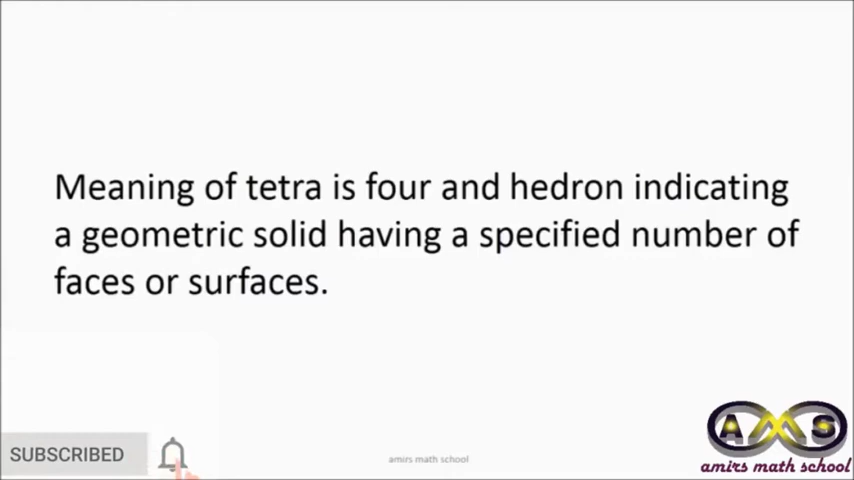 Meaning of tetra is four and hedron indicating
a geometric solid having a specified number of
faces or surfaces.
SUBSCRIBED
amirs math school
AMS
amirs math school